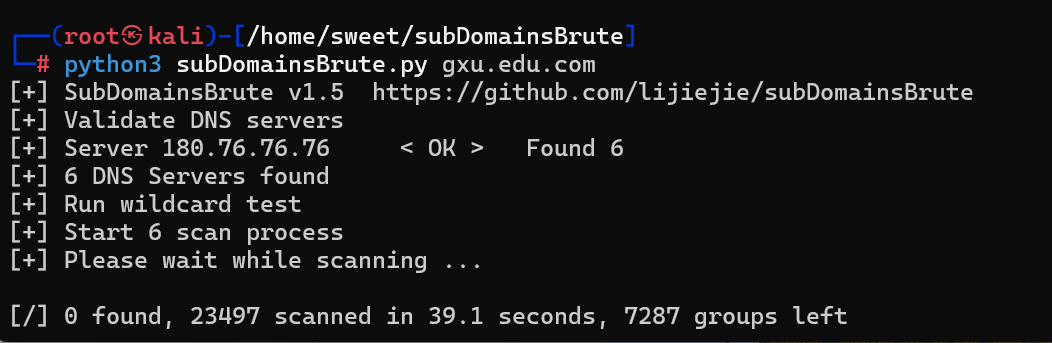 ┌──(root㉿kali)-[/home/sweet/subDomainsBrute]
└─# python3 subDomainsBrute.py gxu.edu.com
[+] SubDomainsBrute v1.5  https://github.com/lijiejie/subDomainsBrute
[+] Validate DNS servers
[+] Server 180.76.76.76     < OK >   Found 6
[+] 6 DNS Servers found
[+] Run wildcard test
[+] Start 6 scan process
[+] Please wait while scanning ...
[/] 0 found, 23497 scanned in 39.1 seconds, 7287 groups left